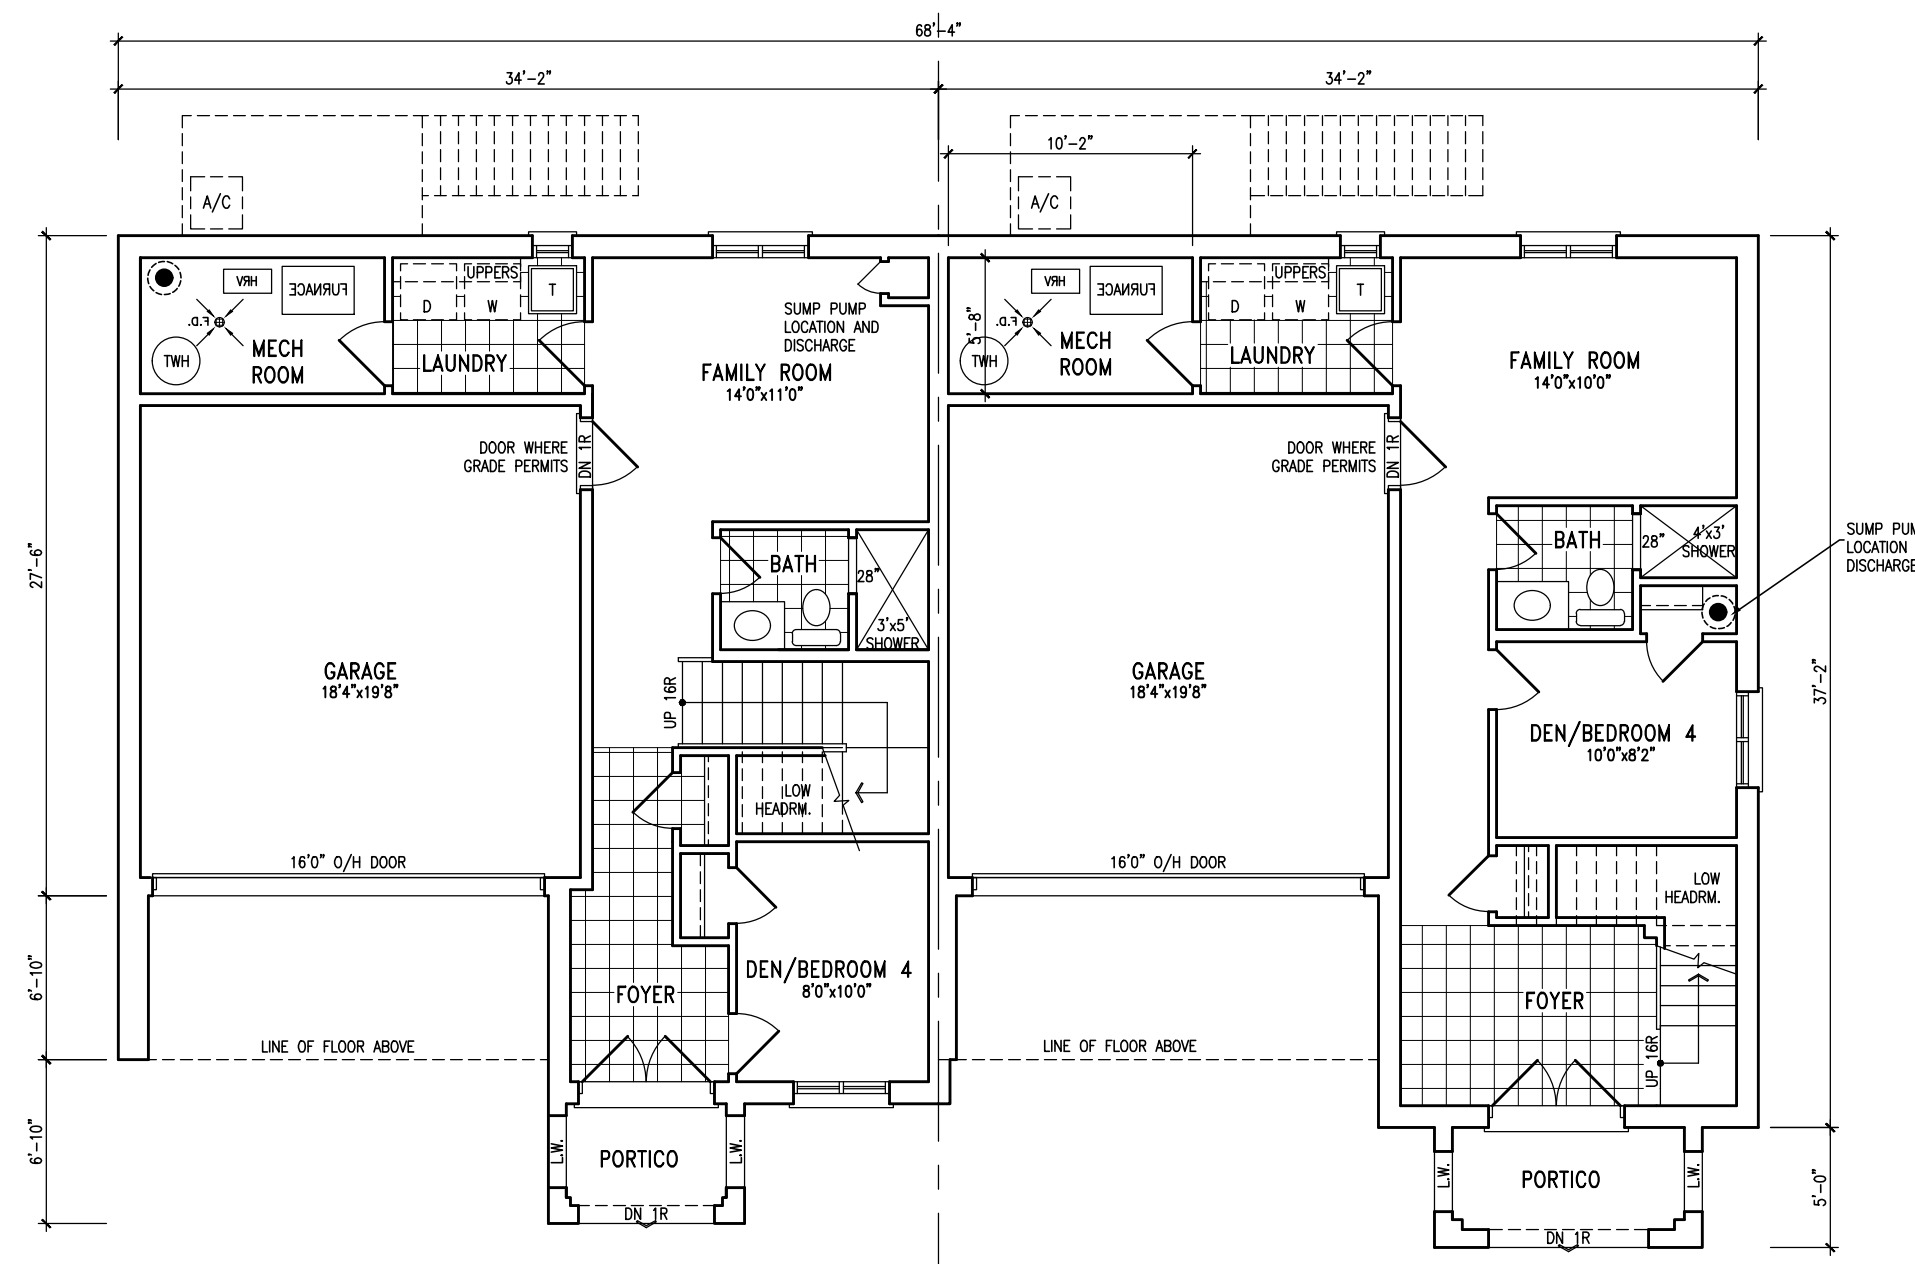 68'-4"
34'-2"
34'-2"
10'-2"
A/C
A/C
HRV
FURNACE
F.D.
TWH
MECH
ROOM
UPPERS
D
W
T
LAUNDRY
SUMP PUMP
LOCATION AND
DISCHARGE
FAMILY ROOM
14'0"x11'0"
HRV
FURNACE
F.D.
5'-8"
TWH
MECH
ROOM
UPPERS
D
W
T
LAUNDRY
FAMILY ROOM
14'0"x10'0"
DOOR WHERE
GRADE PERMITS
DN 1R
DOOR WHERE
GRADE PERMITS
DN 1R
27'-6"
BATH
28"
3'x5'
SHOWER
BATH
28"
4'x3'
SHOWER
SUMP PUM
LOCATION
DISCHARGE
GARAGE
18'4"x19'8"
UP 16R
GARAGE
18'4"x19'8"
37'-2"
DEN/BEDROOM 4
10'0"x8'2"
LOW
HEADRM.
16'0" O/H DOOR
16'0" O/H DOOR
LOW
HEADRM.
6'-10"
DEN/BEDROOM 4
8'0"x10'0"
FOYER
FOYER
LINE OF FLOOR ABOVE
LINE OF FLOOR ABOVE
UP 16R
6'-10"
L.W.
PORTICO
L.W.
DN 1R
L.W.
PORTICO
L.W.
DN 1R
5'-0"